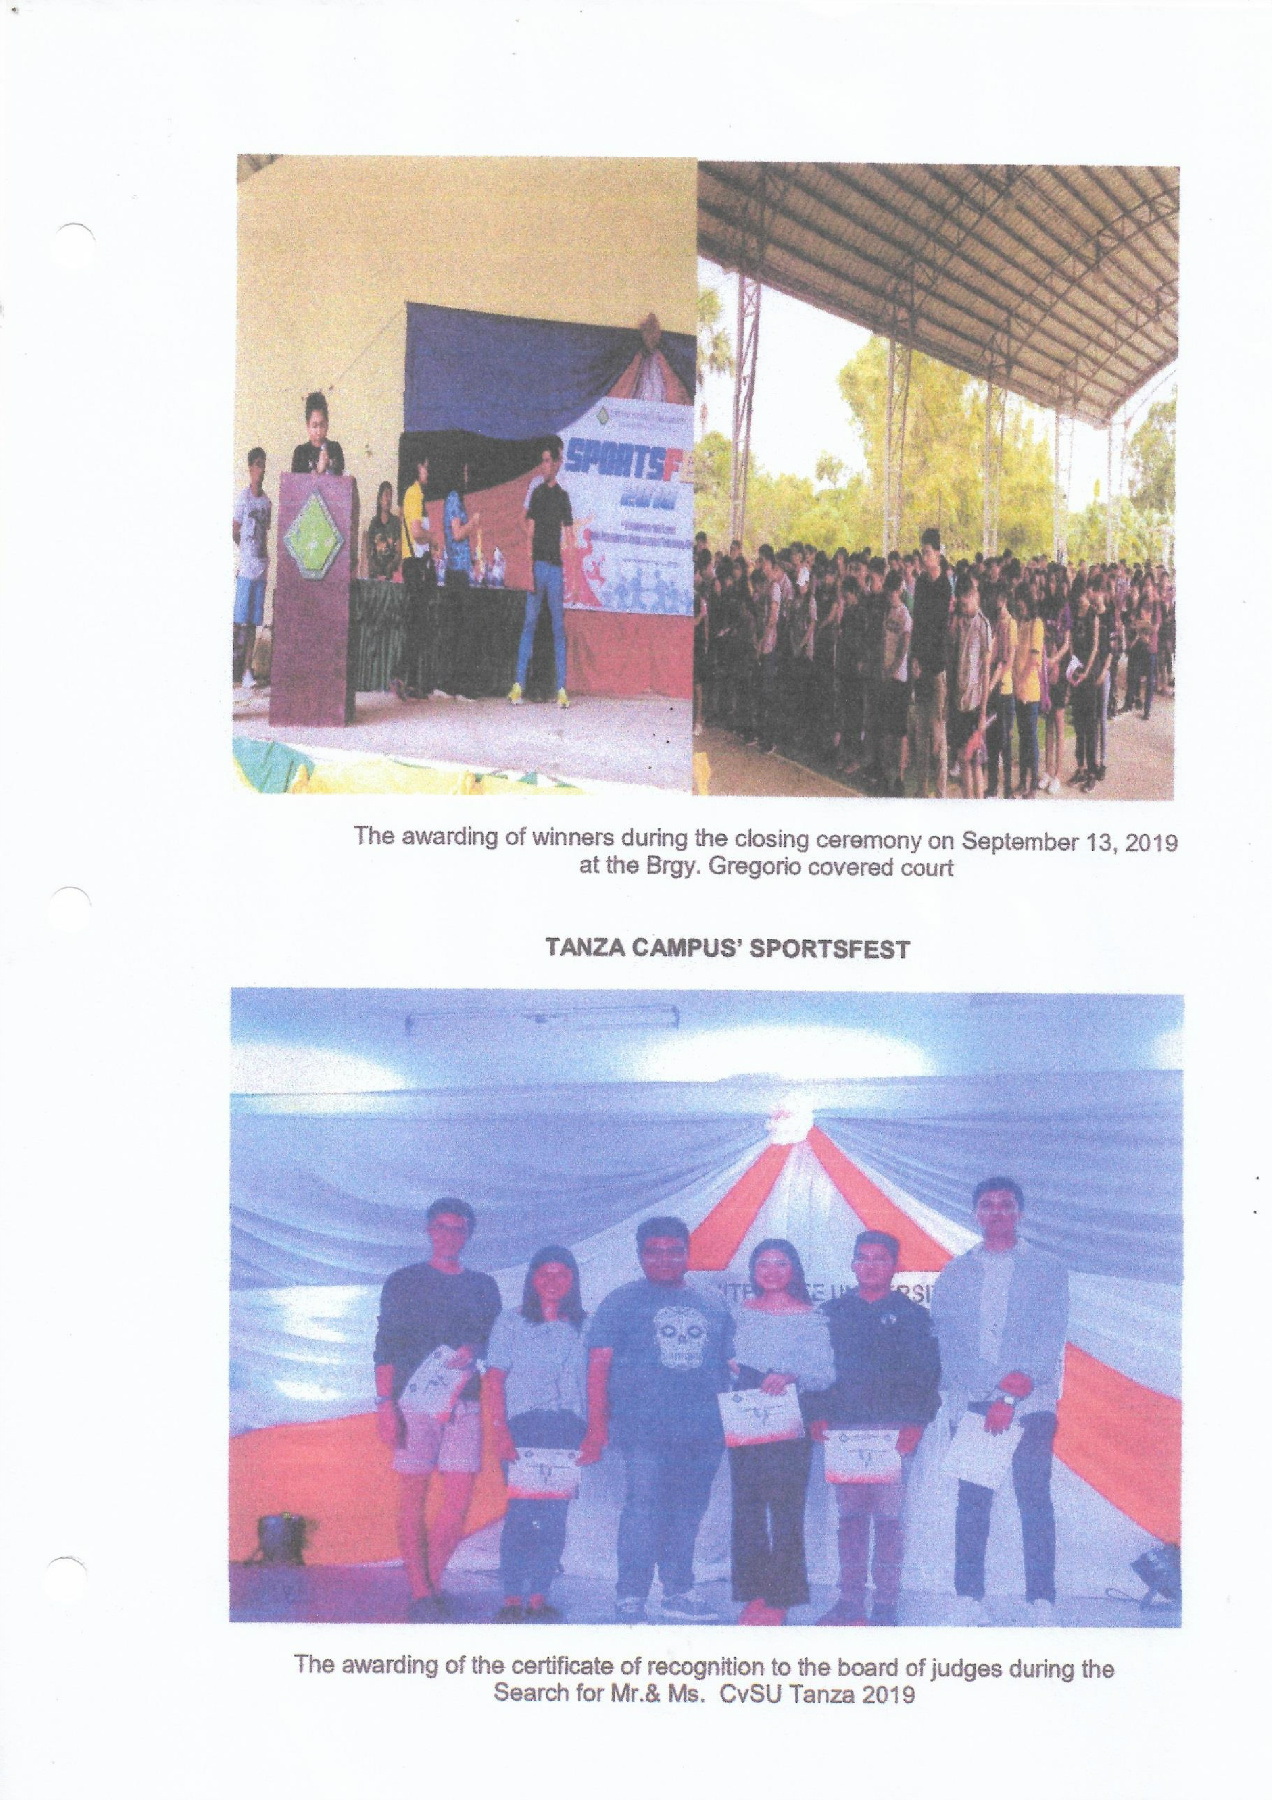 SPORTSF
The awarding of winners during the closing ceremony on September 13, 2019
at the Brgy. Gregorio covered court
TANZA CAMPUS' SPORTSFEST
The awarding of the certificate of recognition to the board of judges during the
Search for Mr.& Ms. CvSU Tanza 2019